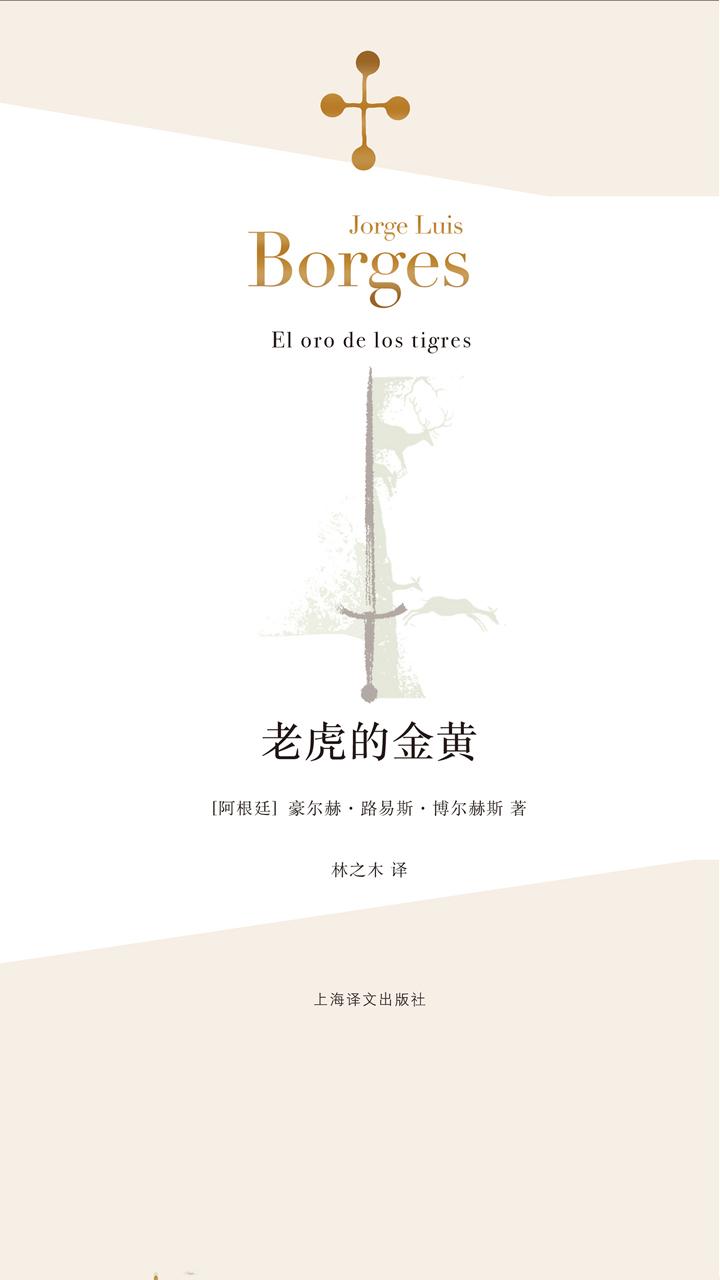 Jorge Luis
Borges
El oro de los tigres
老虎的金黄
[阿根廷] 豪尔赫·路易斯·博尔赫斯 著
林之木 译
上海译文出版社